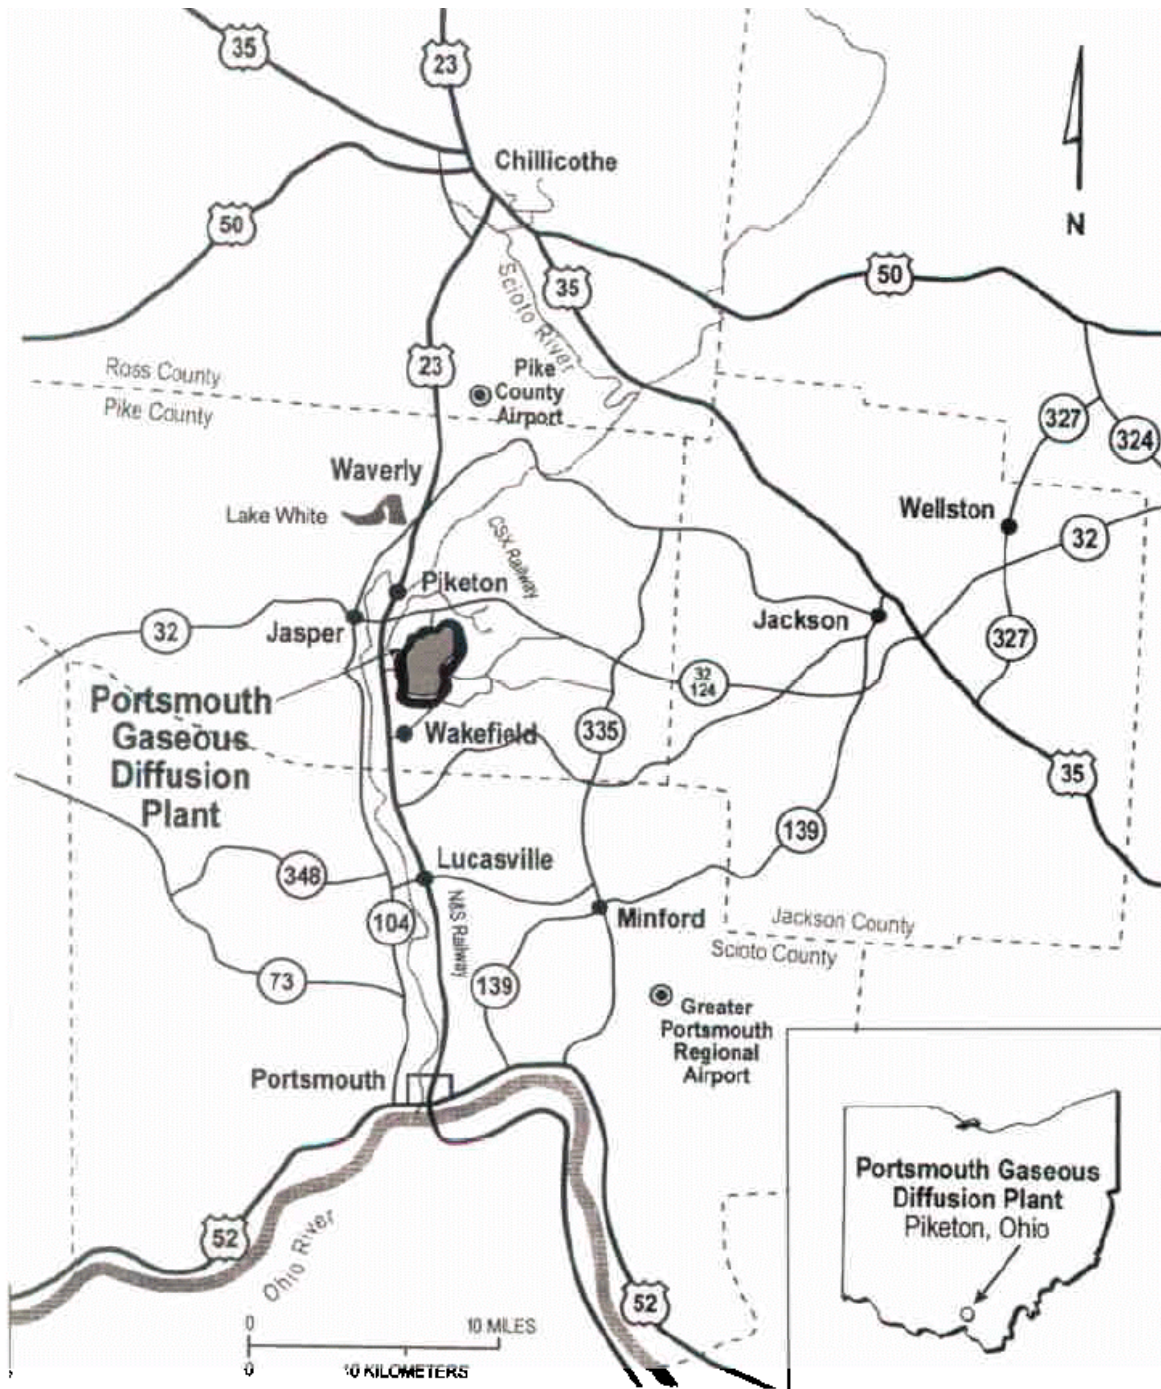 35
23
Chillicothe
50
N
50
Scioto River
35
Ross County
23
Pike
County
Airport
Pike County
327
324
Waverly
Lake White
Wellston
32
CSX Railway
Piketon
32
Jasper
Jackson
327
Portsmouth
Gaseous
Diffusion
Plant
32
124
Wakefield
335
35
139
348
Lucasville
104
N&S Railway
Minford
Jackson County
Scioto County
73
139
Greater
Portsmouth
Regional
Airport
Portsmouth
Portsmouth Gaseous
Diffusion Plant
Piketon, Ohio
52
Ohio River
52
0
10 MILES
0
10 KILOMETERS